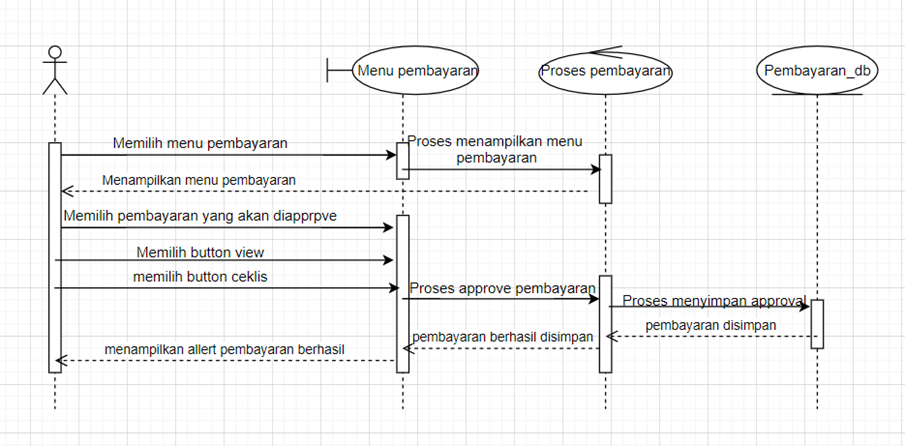 Menu pembayaran
Proses pembayaran
Pembayaran_db
Memilih menu pembayaran
Proses menampilkan menu
pembayaran
Menampilkan menu pembayaran
Memilih pembayaran yang akan diapprpve
Memilih button view
memilih button ceklis
Proses approve pembayaran
Proses menyimpan approval
pembayaran disimpan
pembayaran berhasil disimpan
menampilkan allert pembayaran berhasil